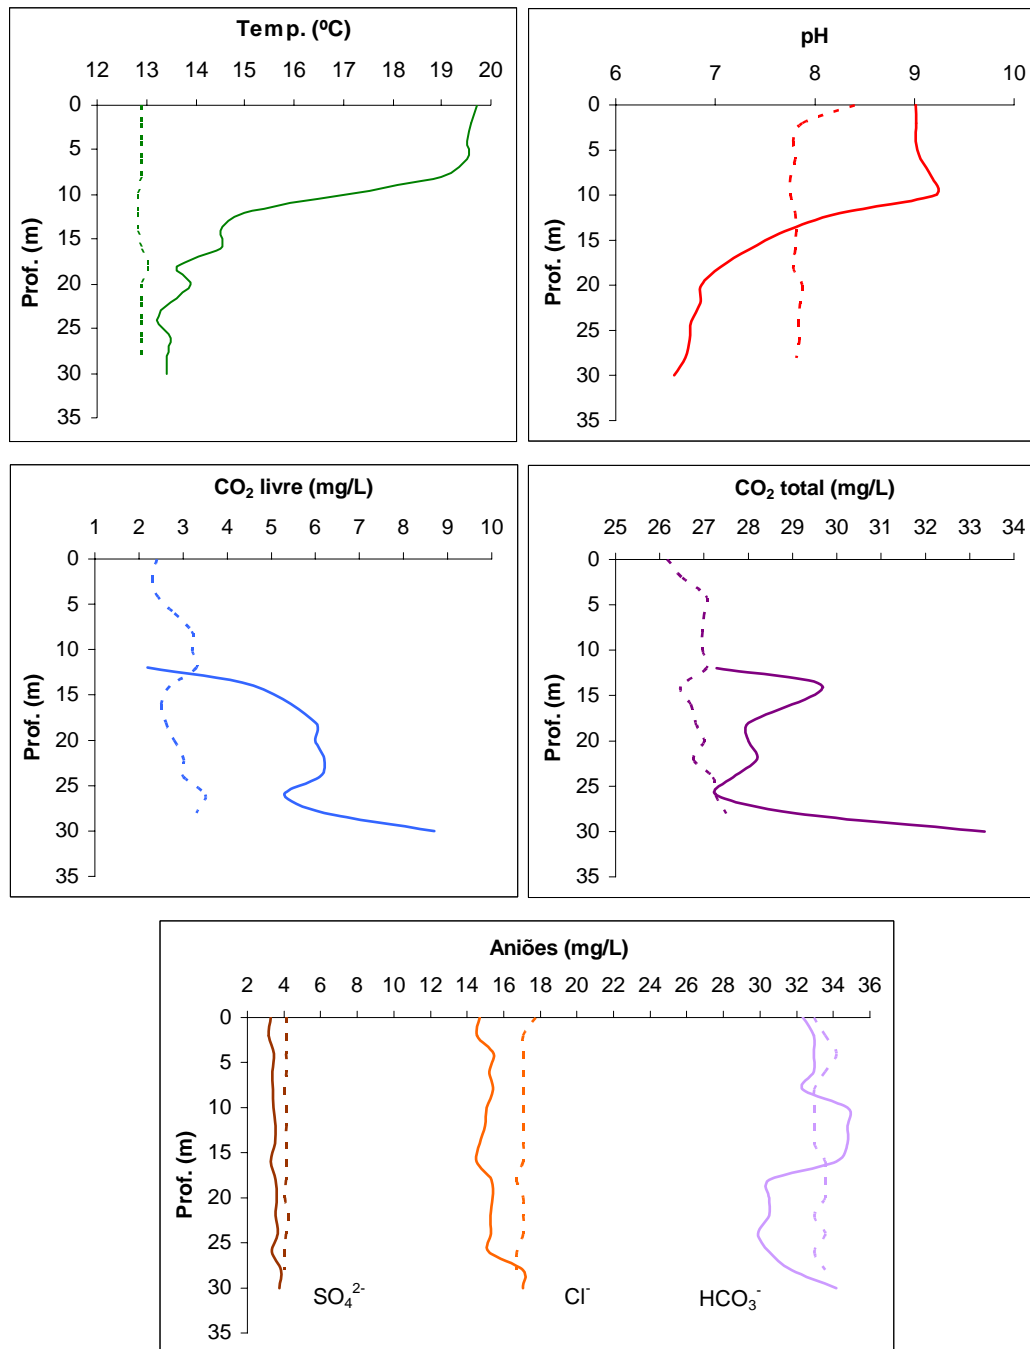 Temp. (ºC)
12 13 14 15 16 17 18 19 20
0
5
10
15
20
25
30
35
Prof. (m)
pH
6 7 8 9 10
0
5
10
15
20
25
30
35
Prof. (m)
CO₂ livre (mg/L)
1 2 3 4 5 6 7 8 9 10
0
5
10
15
20
25
30
35
Prof. (m)
CO₂ total (mg/L)
25 26 27 28 29 30 31 32 33 34
0
5
10
15
20
25
30
35
Prof. (m)
Aniões (mg/L)
2 4 6 8 10 12 14 16 18 20 22 24 26 28 30 32 34 36
0
5
10
15
20
25
30
35
Prof. (m)
SO₄²⁻ Cl⁻ HCO₃⁻